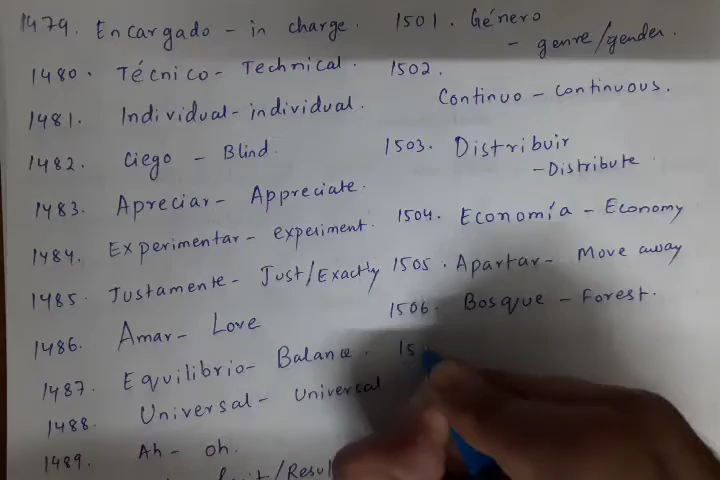 1479. Encargado - in charge.
1480. Técnico - Technical.
1481. Individual - individual.
1482. Ciego - Blind.
1483. Apreciar - Appreciate.
1484. Experimentar - experiment.
1485. Justamente - Just/Exactly
1486. Amar - Love
1487. Equilibrio - Balance.
1488. Universal - Universal
1489. Ah - oh.
/Resul
1501. Género
- genre/gender.
1502.
Continuo - continuous.
1503. Distribuir
- Distribute.
1504. Economía - Economy
1505. Apartar - Move away
1506. Bosque - Forest.
15